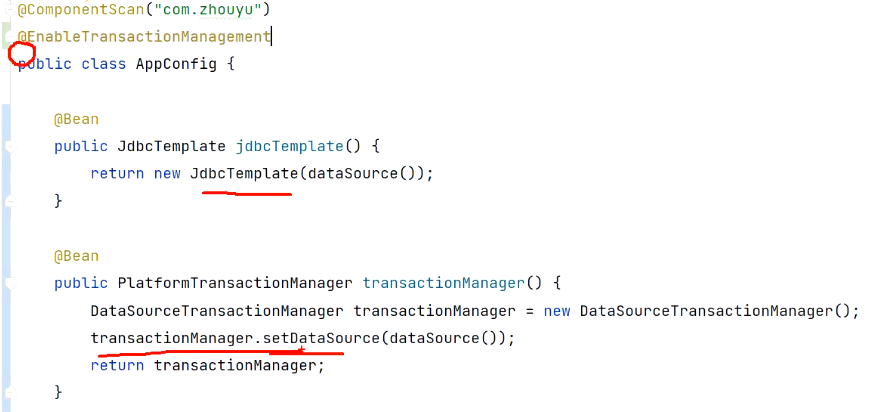 @ComponentScan("com.zhouyu")
@EnableTransactionManagement
public class AppConfig {
@Bean
public JdbcTemplate jdbcTemplate() {
return new JdbcTemplate(dataSource());
}
@Bean
public PlatformTransactionManager transactionManager() {
DataSourceTransactionManager transactionManager = new DataSourceTransactionManager();
transactionManager.setDataSource(dataSource());
return transactionManager;
}